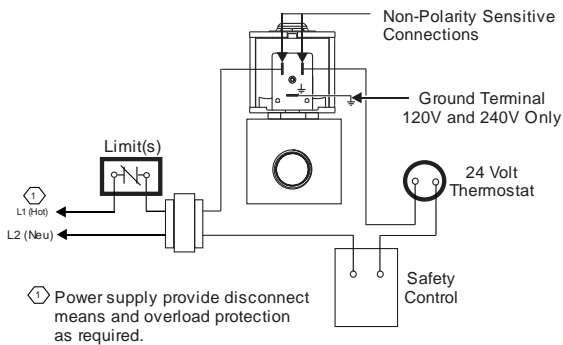 Non-Polarity Sensitive
Connections
Ground Terminal
120V and 240V Only
Limit(s)
24 Volt
Thermostat
1
L1 (Hot)
L2 (Neu)
Safety
Control
1 Power supply provide disconnect
means and overload protection
as required.